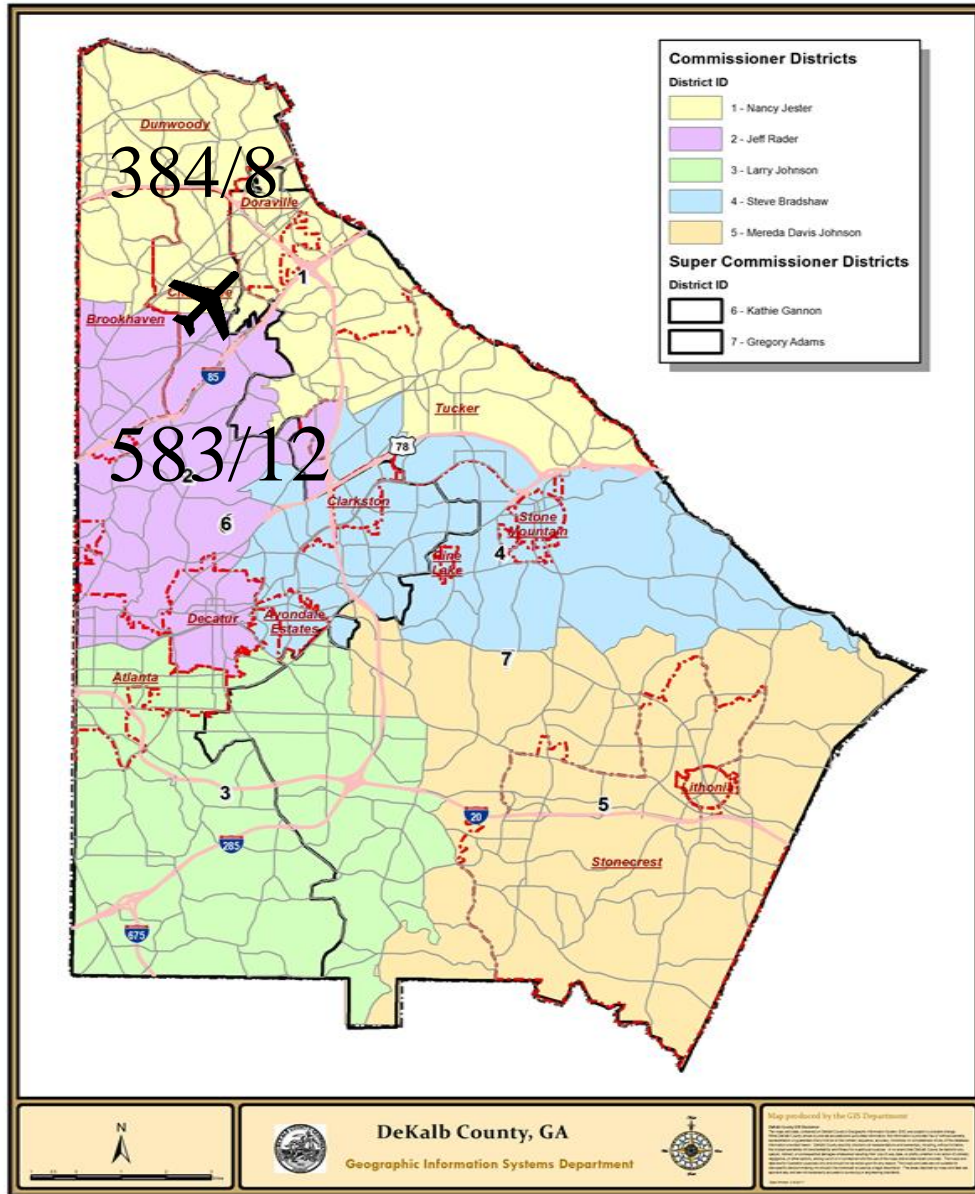 Commissioner Districts
District ID
1 - Nancy Jester
2 - Jeff Rader
3 - Larry Johnson
4 - Steve Bradshaw
5 - Mereda Davis Johnson
Super Commissioner Districts
District ID
6 - Kathie Gannon
7 - Gregory Adams
Dunwoody
384/8
Doraville
1
Brookhaven
85
Tucker
583/12
78
2
Clarkston
6
Stone
Mountain
4
Lake
Decatur
Avondale
Estates
7
Atlanta
3
5
20
285
Stonecrest
675
N
DeKalb County, GA
Geographic Information Systems Department
Map produced by the GIS Department